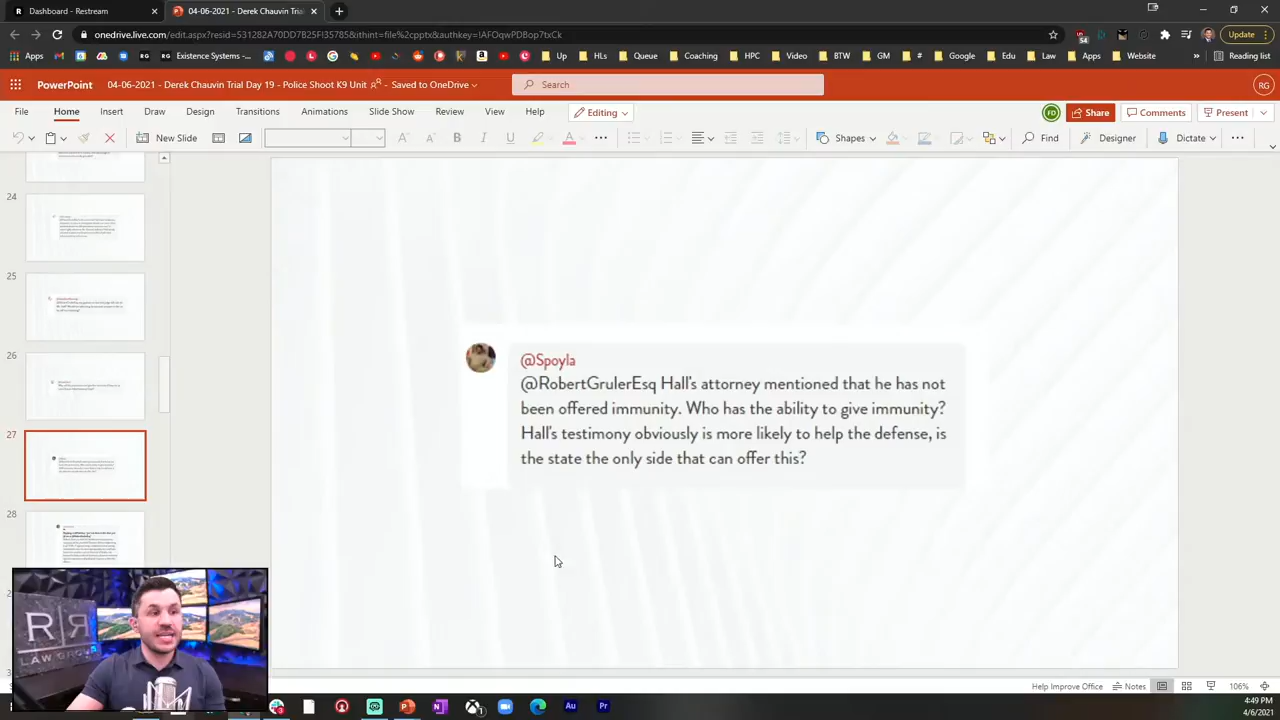 Dashboard - Restream
04-06-2021 - Derek Chauvin Trial
onedrive.live.com/edit.aspx?resid=531282A70DD7B25F!35785&ithint=file%2cpptx&authkey=!AFOqwPDBop7txCk
Update
Apps
Existence Systems -
Up
HLs
Queue
Coaching
HPC
Video
BTW
GM
#
Google
Edu
Law
Apps
Website
Reading list
PowerPoint
04-06-2021 - Derek Chauvin Trial Day 19 - Police Shoot K9 Unit
- Saved to OneDrive
Search
RG
File
Home
Insert
Draw
Design
Transitions
Animations
Slide Show
Review
View
Help
Editing
FD
Share
Comments
Present
New Slide
Shapes
Find
Designer
Dictate
24
25
26
27
28
@Spoyla
@RobertGrulerEsq Hall's attorney mentioned that he has not
been offered immunity. Who has the ability to give immunity?
Hall's testimony obviously is more likely to help the defense, is
the state the only side that can offer this?
R|R
LAW GROUP
Help Improve Office
Notes
106%
4:49 PM
4/6/2021